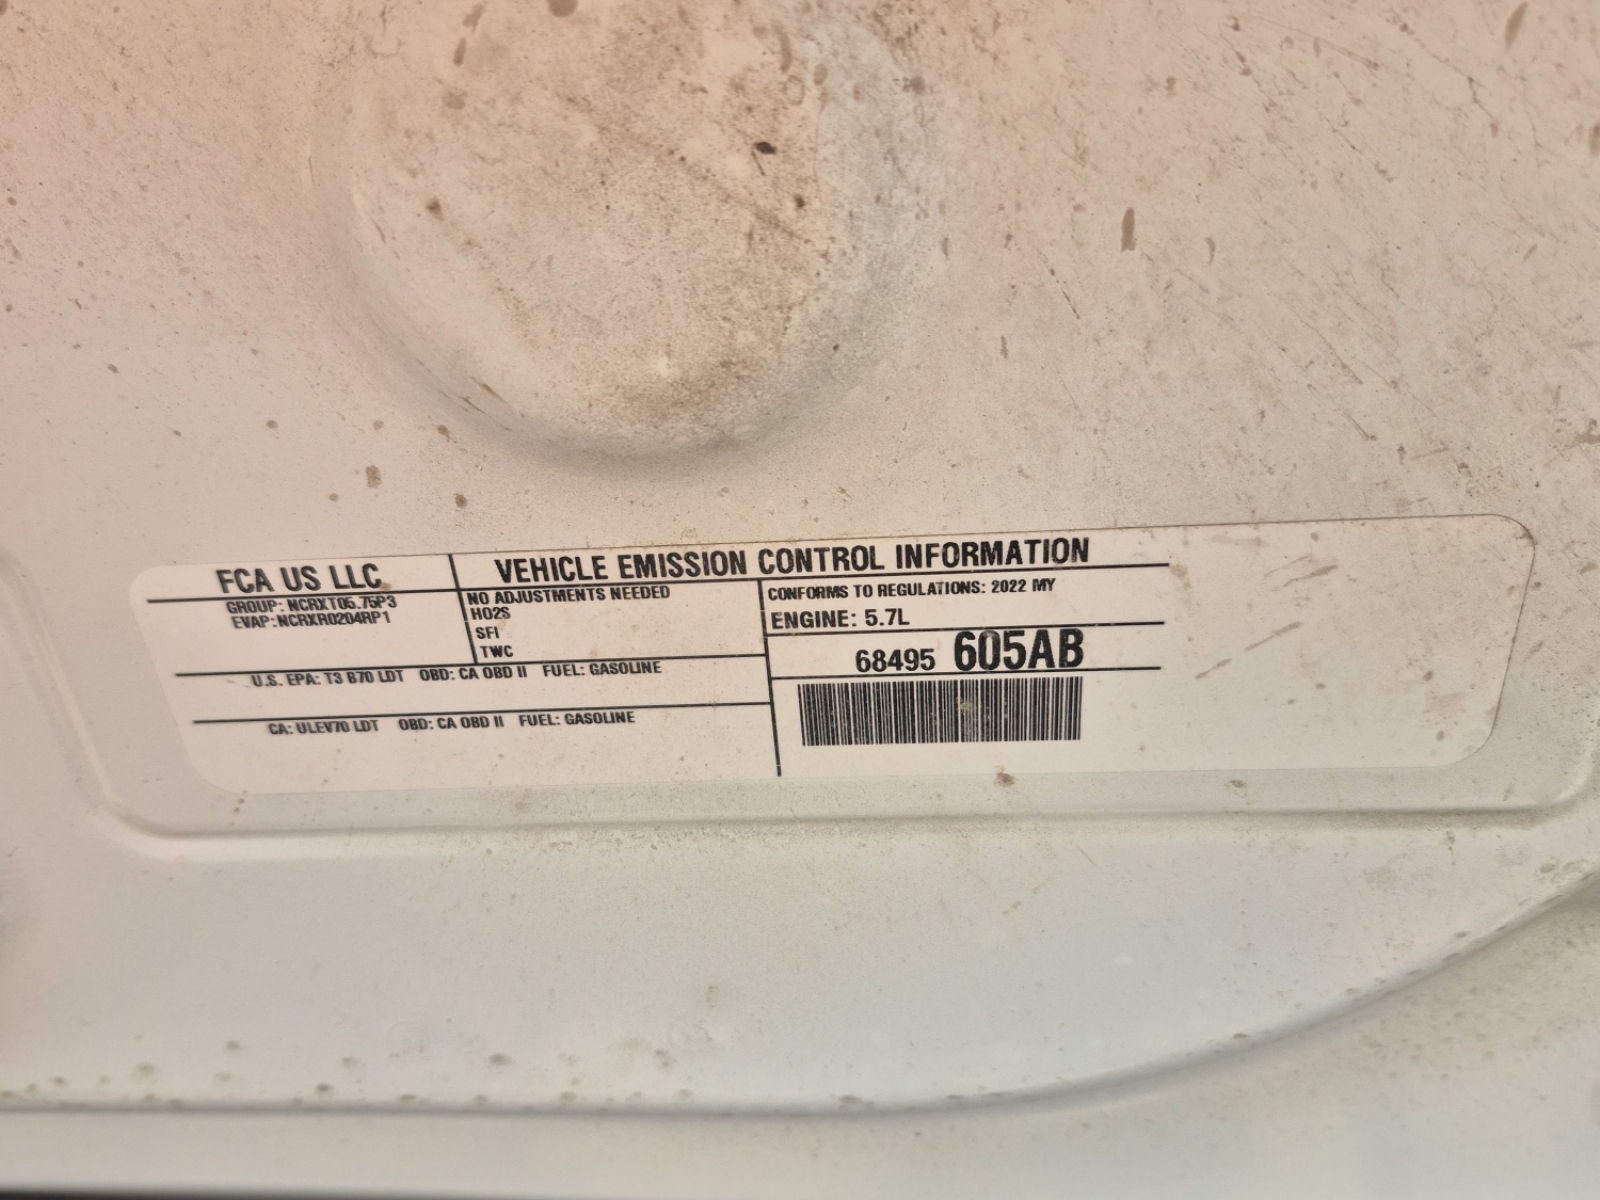 FCA US LLC
VEHICLE EMISSION CONTROL INFORMATION
GROUP: NCRXT05.75P3
EVAP:NCRXR0204RP1
NO ADJUSTMENTS NEEDED
HO2S
SFI
TWC
CONFORMS TO REGULATIONS: 2022 MY
ENGINE: 5.7L
68495 605AB
U.S. EPA: T3 B70 LDT OBD: CA OBD II FUEL: GASOLINE
CA: ULEV70 LDT OBD: CA OBD II FUEL: GASOLINE